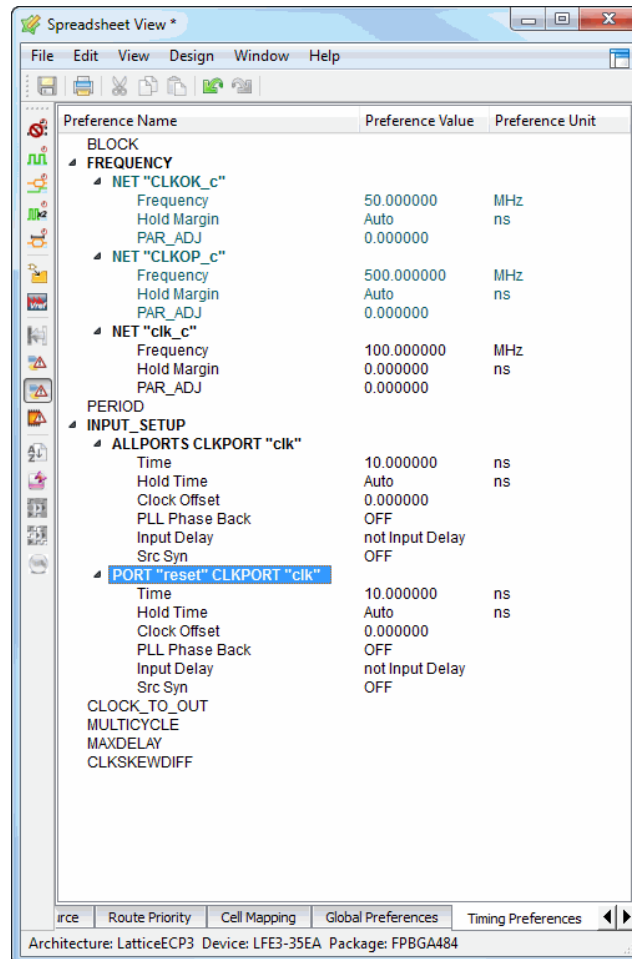 Spreadsheet View *
File Edit View Design Window Help
Preference Name Preference Value Preference Unit
BLOCK
FREQUENCY
NET "CLKOK_c"
Frequency 50.000000 MHz
Hold Margin Auto ns
PAR_ADJ 0.000000
NET "CLKOP_c"
Frequency 500.000000 MHz
Hold Margin Auto ns
PAR_ADJ 0.000000
NET "clk_c"
Frequency 100.000000 MHz
Hold Margin 0.000000 ns
PAR_ADJ 0.000000
PERIOD
INPUT_SETUP
ALLPORTS CLKPORT "clk"
Time 10.000000 ns
Hold Time Auto ns
Clock Offset 0.000000
PLL Phase Back OFF
Input Delay not Input Delay
Src Syn OFF
PORT "reset" CLKPORT "clk"
Time 10.000000 ns
Hold Time Auto ns
Clock Offset 0.000000
PLL Phase Back OFF
Input Delay not Input Delay
Src Syn OFF
CLOCK_TO_OUT
MULTICYCLE
MAXDELAY
CLKSKEWDIFF
Route Priority Cell Mapping Global Preferences Timing Preferences
Architecture: LatticeECP3 Device: LFE3-35EA Package: FPBGA484